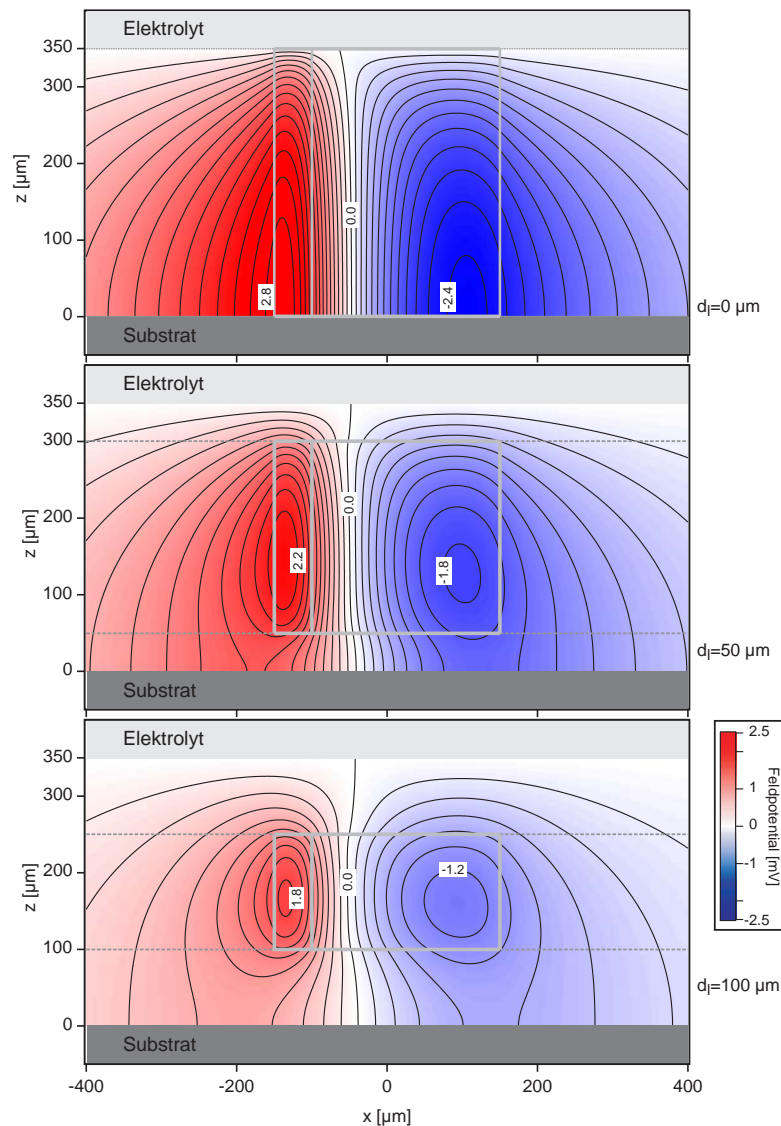 Elektrolyt
350
300
200
100
0
z [µm]
0.0
2.8
-2.4
Substrat
d_l=0 µm
Elektrolyt
350
300
200
100
0
z [µm]
0.0
2.2
-1.8
Substrat
d_l=50 µm
Elektrolyt
350
300
200
100
0
z [µm]
0.0
1.8
-1.2
Substrat
d_l=100 µm
2.5
1
0
-1
-2.5
Feldpotential [mV]
-400
-200
0
200
400
x [µm]